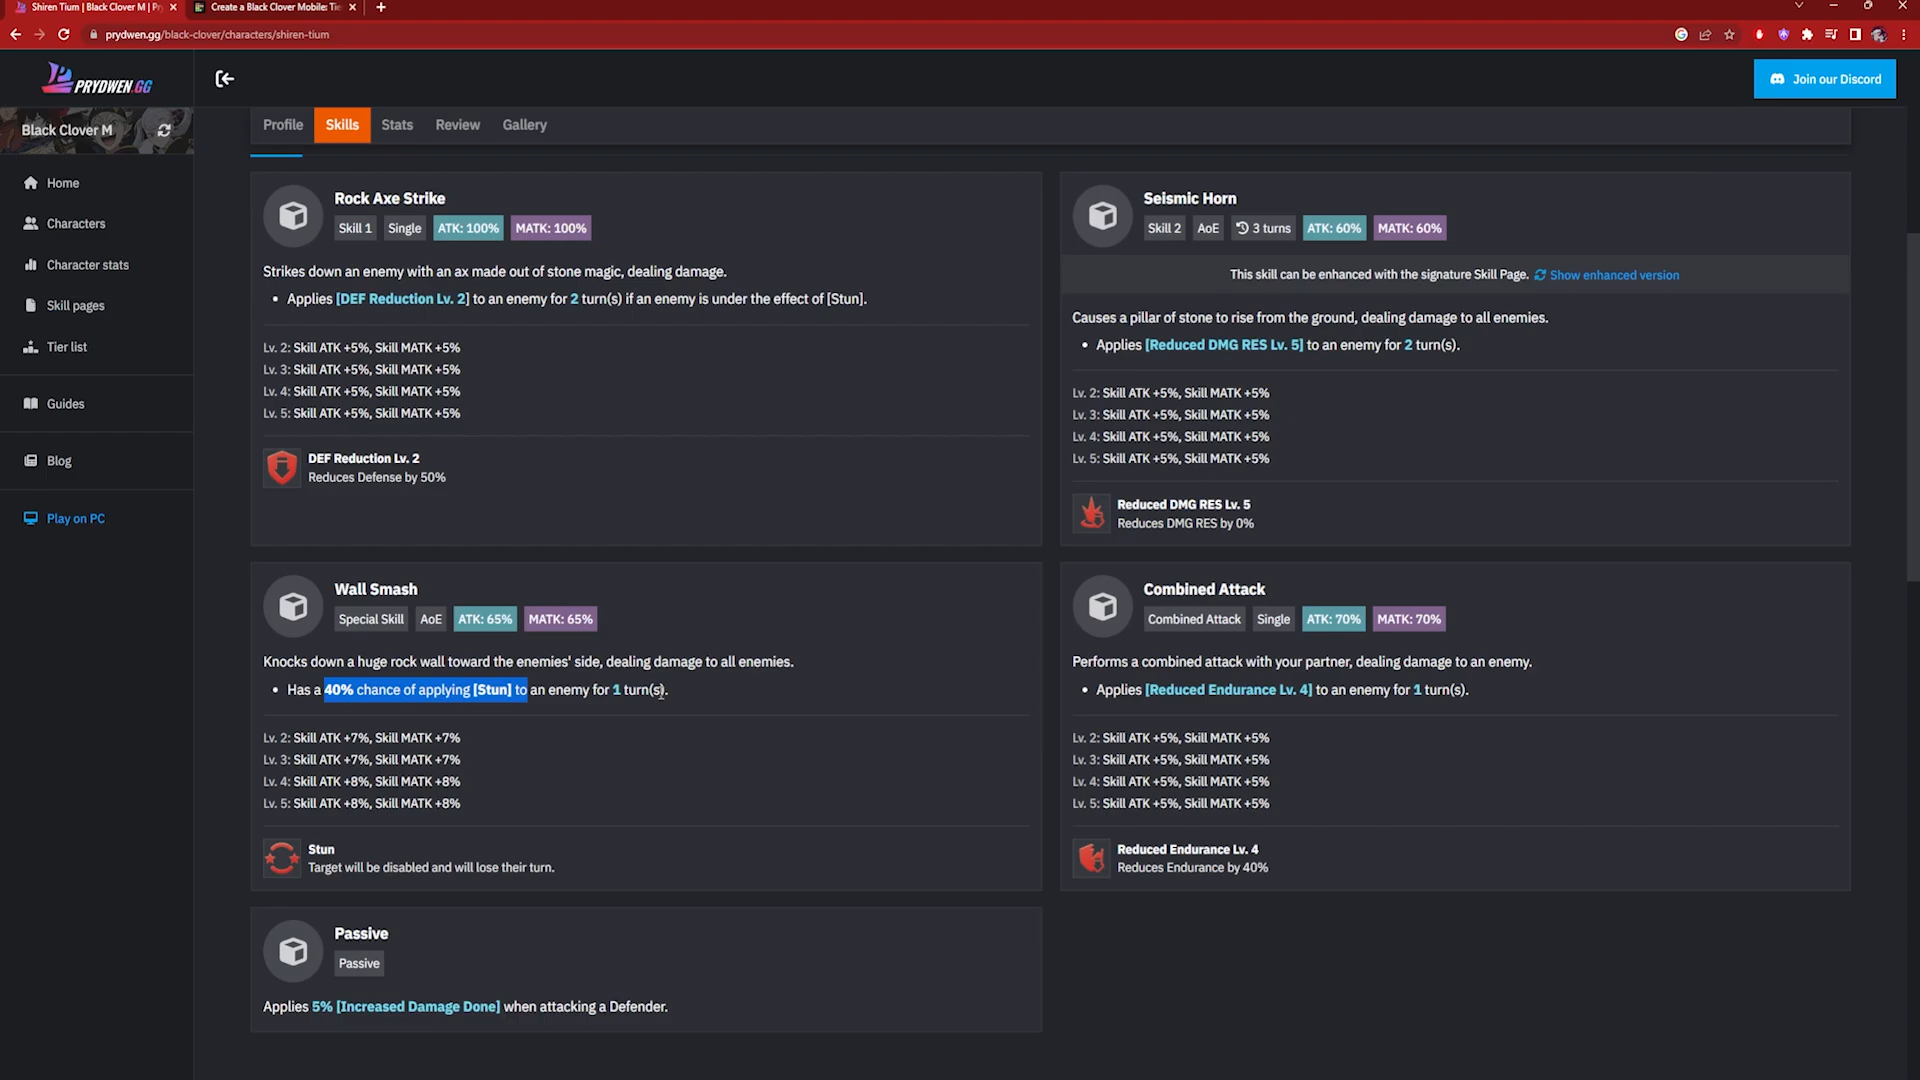 Shiren Tium | Black Clover M | Pr
Create a Black Clover Mobile: Tie
prydwen.gg/black-clover/characters/shiren-tium
PRYDWEN.GG
Join our Discord
Black Clover M
Home
Characters
Character stats
Skill pages
Tier list
Guides
Blog
Play on PC
Profile Skills Stats Review Gallery
Rock Axe Strike
Skill 1 Single ATK: 100% MATK: 100%
Strikes down an enemy with an ax made out of stone magic, dealing damage.
• Applies [DEF Reduction Lv. 2] to an enemy for 2 turn(s) if an enemy is under the effect of [Stun].
Lv. 2: Skill ATK +5%, Skill MATK +5%
Lv. 3: Skill ATK +5%, Skill MATK +5%
Lv. 4: Skill ATK +5%, Skill MATK +5%
Lv. 5: Skill ATK +5%, Skill MATK +5%
DEF Reduction Lv. 2
Reduces Defense by 50%
Seismic Horn
Skill 2 AoE 3 turns ATK: 60% MATK: 60%
This skill can be enhanced with the signature Skill Page. Show enhanced version
Causes a pillar of stone to rise from the ground, dealing damage to all enemies.
• Applies [Reduced DMG RES Lv. 5] to an enemy for 2 turn(s).
Lv. 2: Skill ATK +5%, Skill MATK +5%
Lv. 3: Skill ATK +5%, Skill MATK +5%
Lv. 4: Skill ATK +5%, Skill MATK +5%
Lv. 5: Skill ATK +5%, Skill MATK +5%
Reduced DMG RES Lv. 5
Reduces DMG RES by 0%
Wall Smash
Special Skill AoE ATK: 65% MATK: 65%
Knocks down a huge rock wall toward the enemies' side, dealing damage to all enemies.
• Has a 40% chance of applying [Stun] to an enemy for 1 turn(s).
Lv. 2: Skill ATK +7%, Skill MATK +7%
Lv. 3: Skill ATK +7%, Skill MATK +7%
Lv. 4: Skill ATK +8%, Skill MATK +8%
Lv. 5: Skill ATK +8%, Skill MATK +8%
Stun
Target will be disabled and will lose their turn.
Combined Attack
Combined Attack Single ATK: 70% MATK: 70%
Performs a combined attack with your partner, dealing damage to an enemy.
• Applies [Reduced Endurance Lv. 4] to an enemy for 1 turn(s).
Lv. 2: Skill ATK +5%, Skill MATK +5%
Lv. 3: Skill ATK +5%, Skill MATK +5%
Lv. 4: Skill ATK +5%, Skill MATK +5%
Lv. 5: Skill ATK +5%, Skill MATK +5%
Reduced Endurance Lv. 4
Reduces Endurance by 40%
Passive
Passive
Applies 5% [Increased Damage Done] when attacking a Defender.